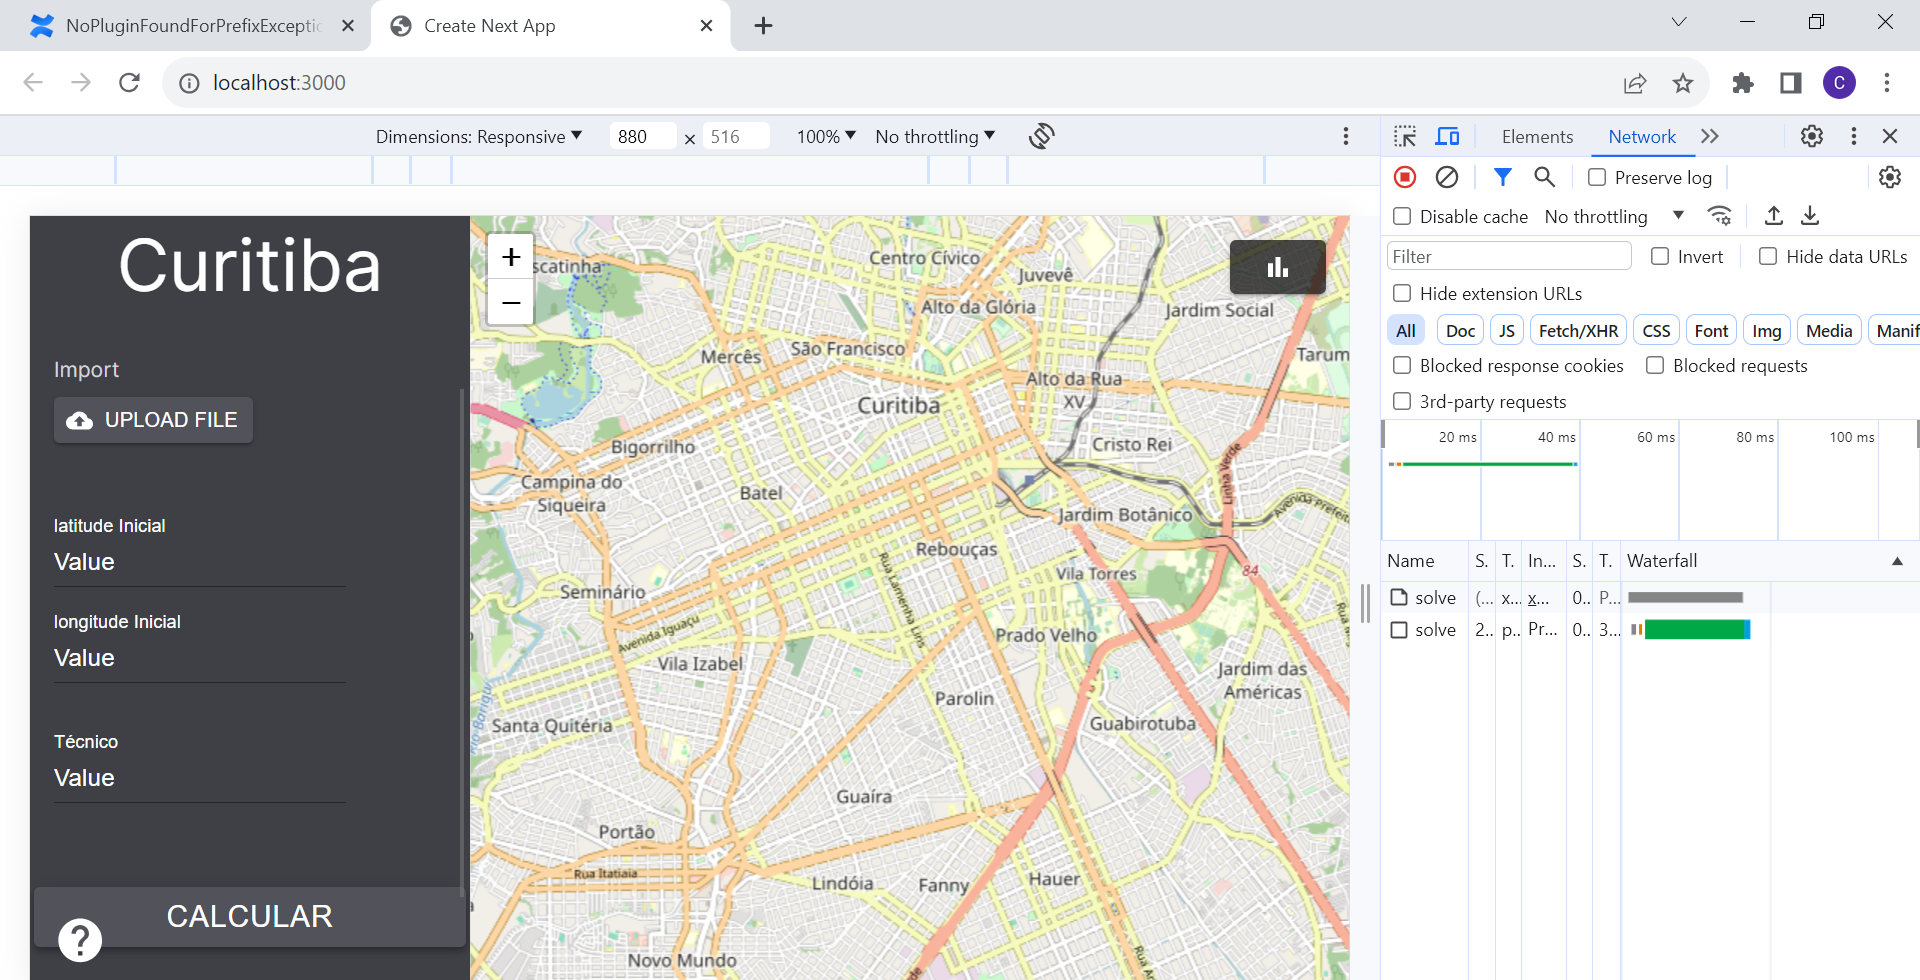 NoPluginFoundForPrefixExceptio
Create Next App
localhost:3000
C
Dimensions: Responsive
880 × 516
100%
No throttling
Elements
Network
Preserve log
Disable cache
No throttling
Filter
Invert
Hide data URLs
Hide extension URLs
All
Doc
JS
Fetch/XHR
CSS
Font
Img
Media
Manif
Blocked response cookies
Blocked requests
3rd-party requests
20 ms
40 ms
60 ms
80 ms
100 ms
Name S. T. In... S. T. Waterfall
solve (... x... x... 0.. P...
solve 2.. p.. Pr... 0.. 3...
Curitiba
Import
UPLOAD FILE
latitude Inicial
Value
longitude Inicial
Value
Técnico
Value
CALCULAR
?
+
−
scatinha
Centro Cívico
Juvevê
Alto da Glória
Jardim Social
Mercês
São Francisco
Tarum
Alto da Rua
XV
Curitiba
Bigorrilho
Cristo Rei
Linha Verde
Campina do
Siqueira
Batel
Avenida Prefeit
Jardim Botânico
Rebouças
Rua Lamenha Lins
Vila Torres
84
Seminário
Avenida Iguaçu
Prado Velho
Vila Izabel
Jardim das
Américas
Parolin
Santa Quitéria
Guabirotuba
Guaíra
Portão
Rua Itatiaia
Lindóia
Fanny
Hauer
Novo Mundo